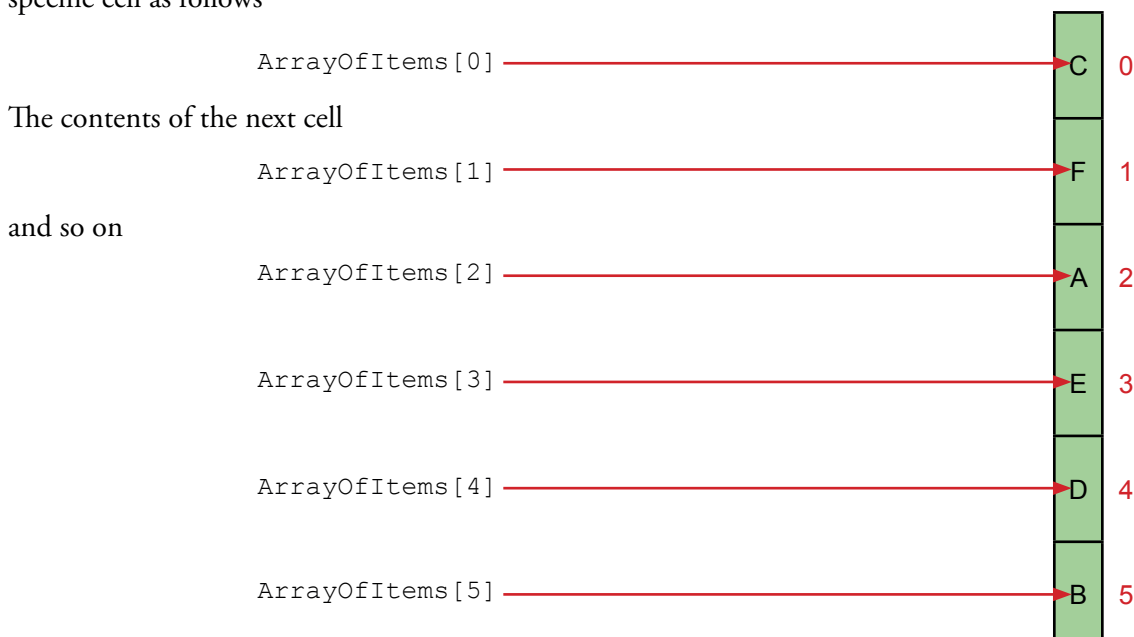 specific cell as follows
ArrayOfItems[0] C 0
The contents of the next cell
ArrayOfItems[1] F 1
and so on
ArrayOfItems[2] A 2
ArrayOfItems[3] E 3
ArrayOfItems[4] D 4
ArrayOfItems[5] B 5